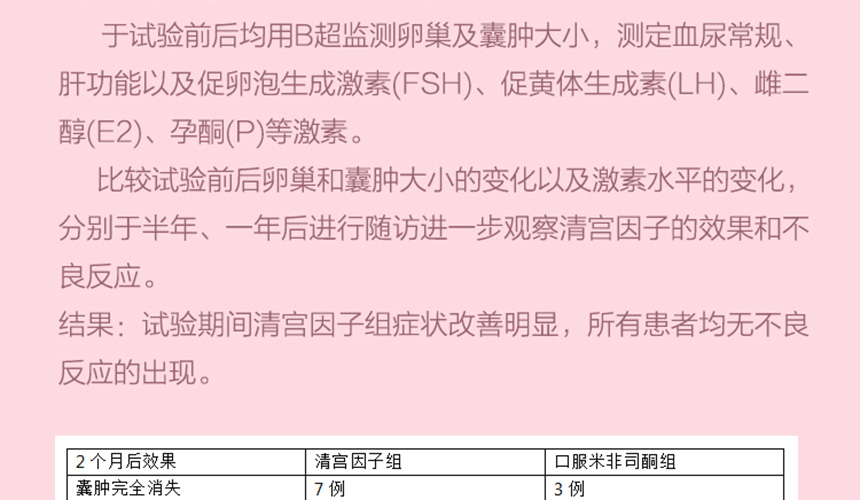 于试验前后均用B超监测卵巢及囊肿大小，测定血尿常规、
肝功能以及促卵泡生成激素(FSH)、促黄体生成素(LH)、雌二
醇(E2)、孕酮(P)等激素。
比较试验前后卵巢和囊肿大小的变化以及激素水平的变化，
分别于半年、一年后进行随访进一步观察清宫因子的效果和不
良反应。
结果：试验期间清宫因子组症状改善明显，所有患者均无不良
反应的出现。
2个月后效果 清宫因子组 口服米非司酮组
囊肿完全消失 7例 3例